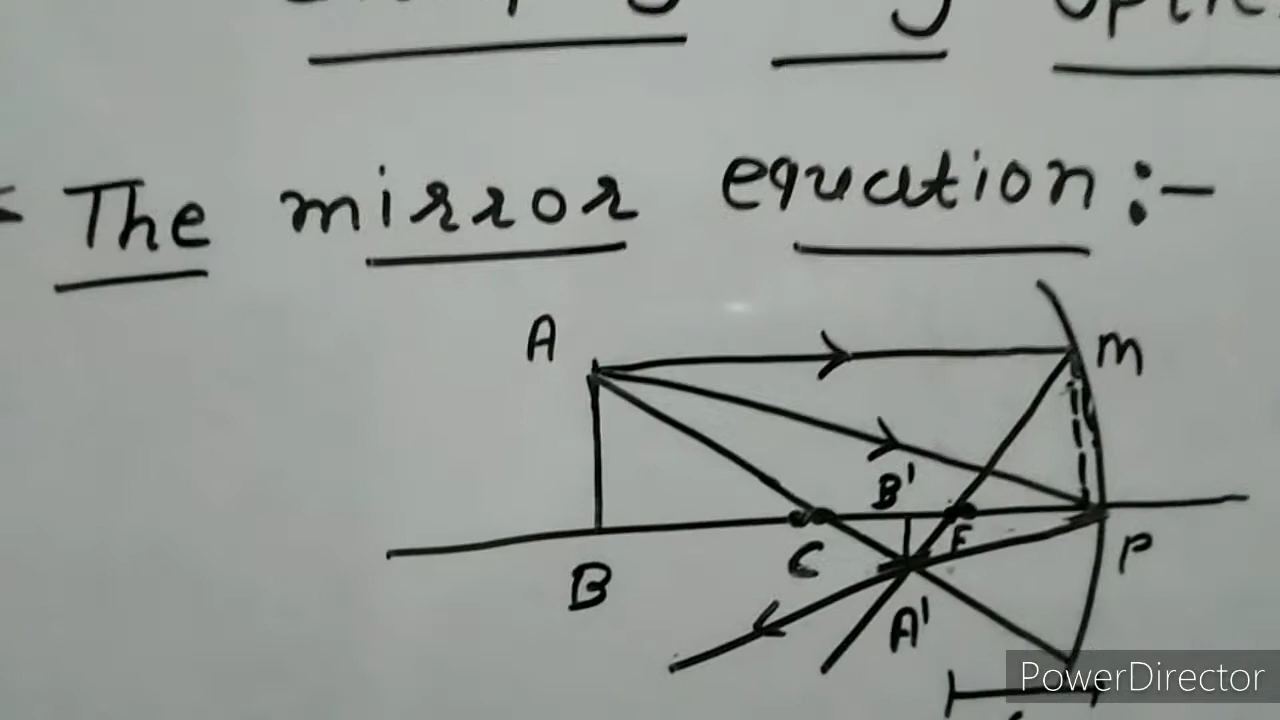 The mirror equation :-
A
M
B'
C
F
P
B
A'
PowerDirector